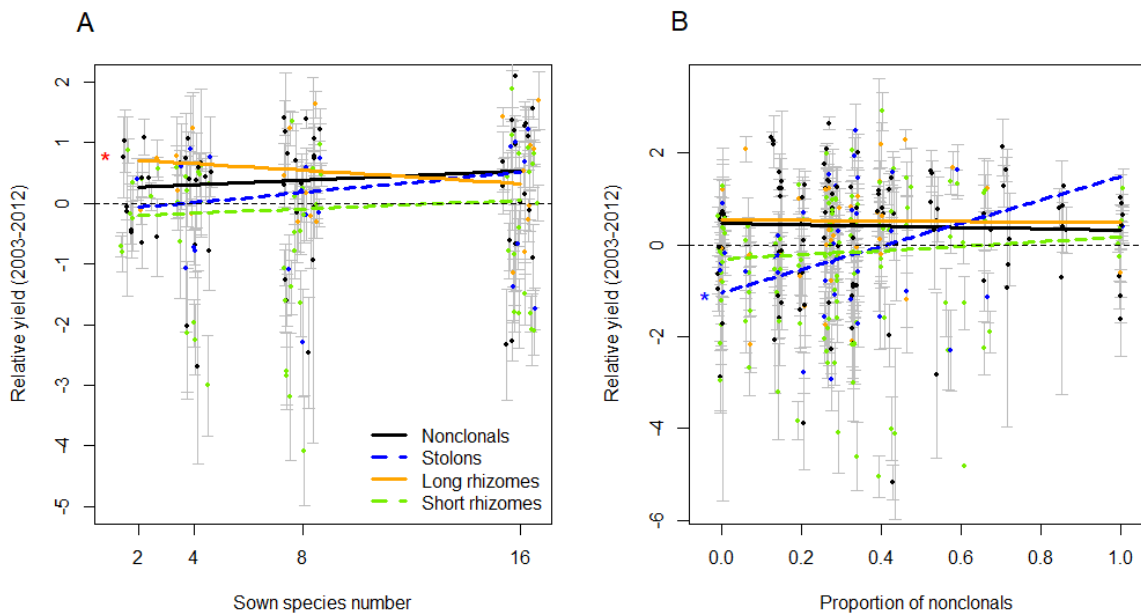 A
Relative yield (2003-2012)
2
1
0
-1
-2
-3
-4
-5
*
Nonclonals
Stolons
Long rhizomes
Short rhizomes
2 4 8 16
Sown species number
B
Relative yield (2003-2012)
2
0
-2
-4
-6
*
0.0 0.2 0.4 0.6 0.8 1.0
Proportion of nonclonals